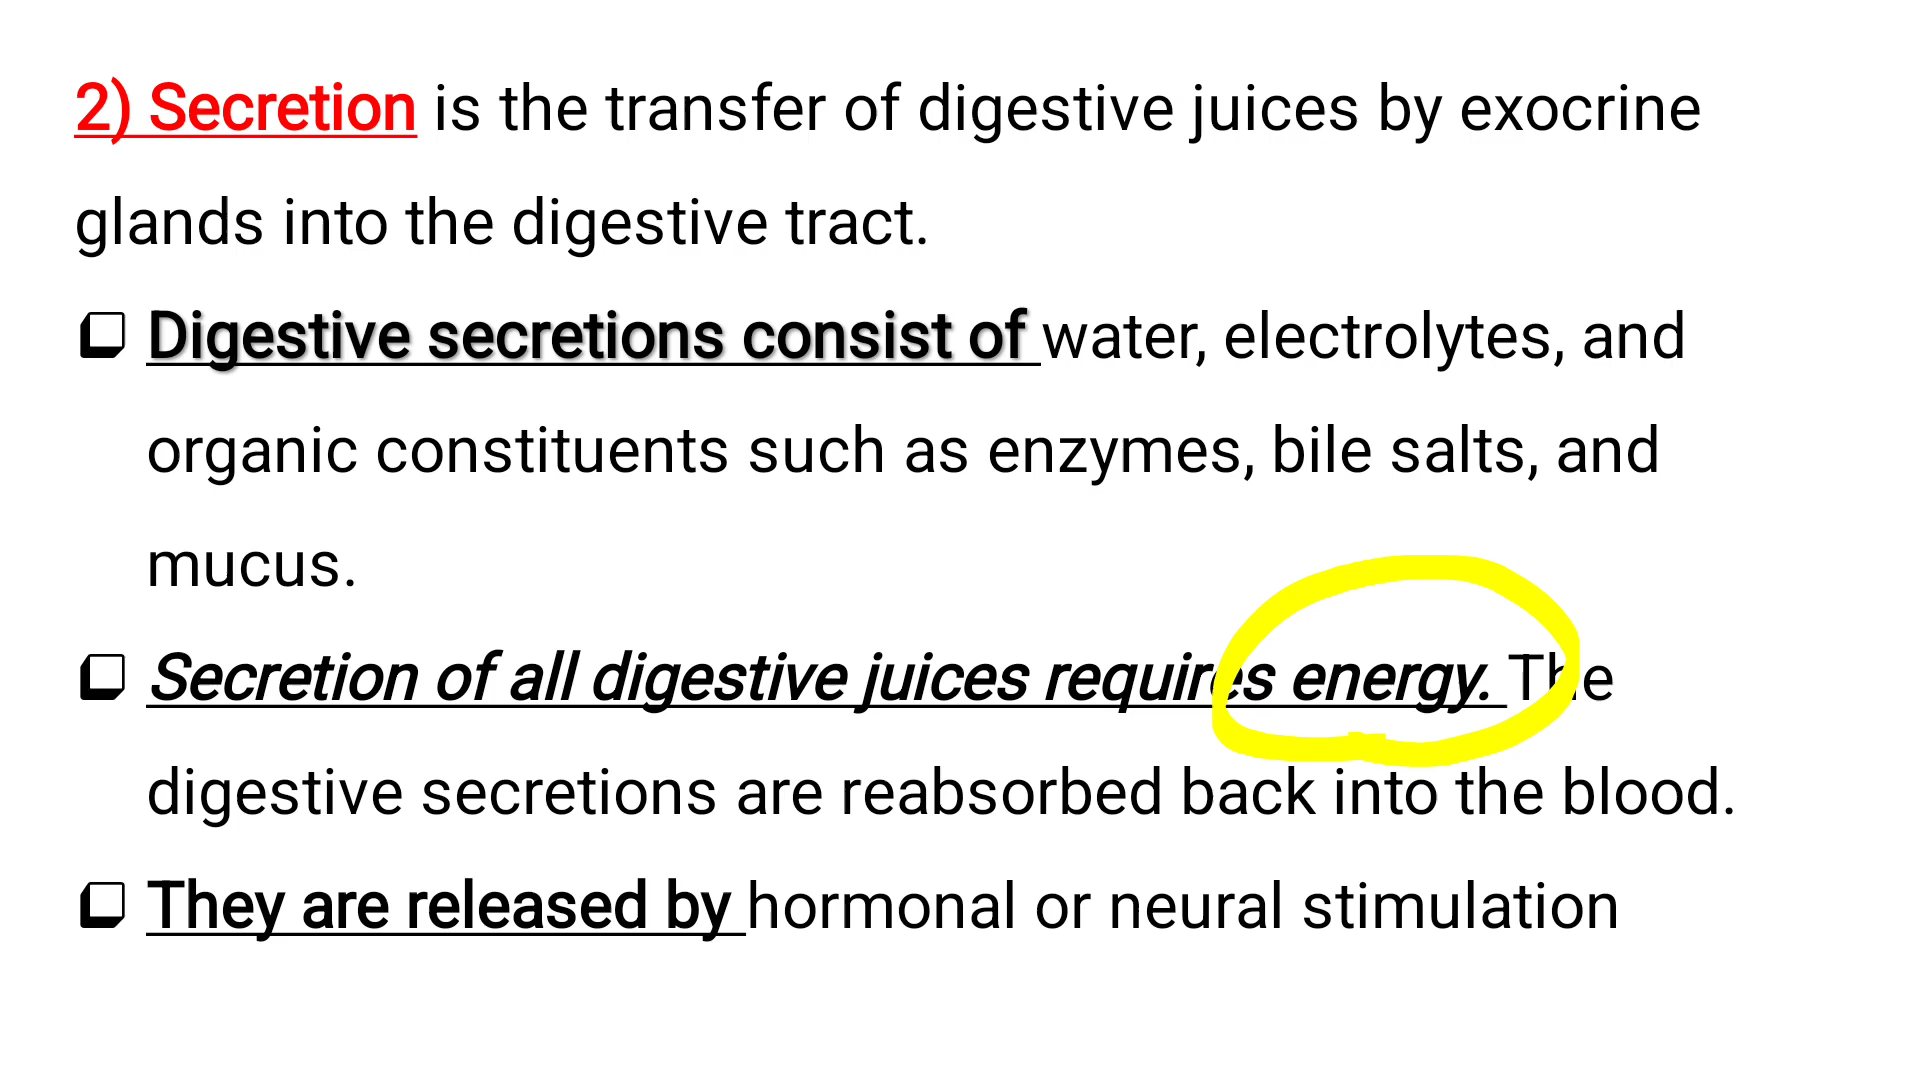 2) Secretion is the transfer of digestive juices by exocrine
glands into the digestive tract.
❑ Digestive secretions consist of water, electrolytes, and
organic constituents such as enzymes, bile salts, and
mucus.
❑ Secretion of all digestive juices requires energy. The
digestive secretions are reabsorbed back into the blood.
❑ They are released by hormonal or neural stimulation